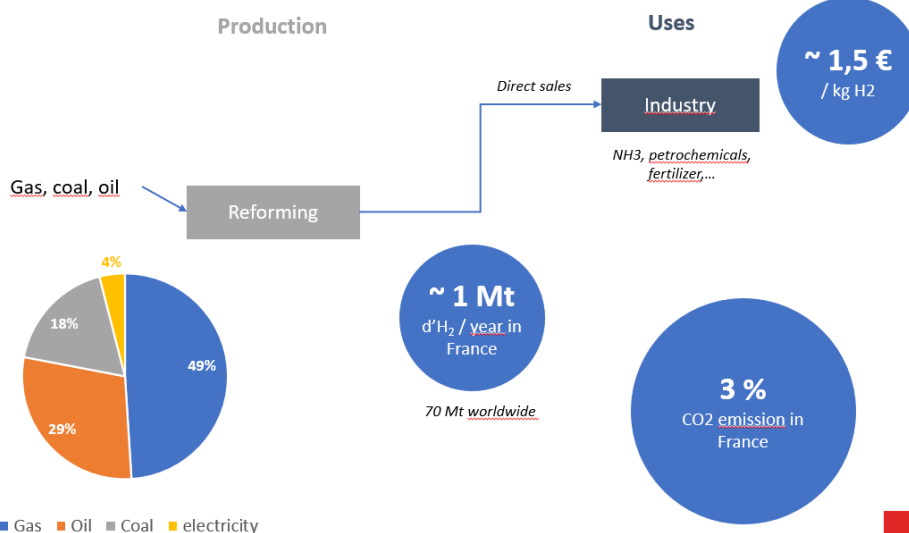 Production
Uses
~ 1,5 €
/ kg H2
Direct sales
Industry
NH3, petrochemicals,
fertilizer,...
Gas, coal, oil
Reforming
4%
18%
49%
29%
~ 1 Mt
d'H₂ / year in
France
70 Mt worldwide
3 %
CO2 emission in
France
Gas Oil Coal electricity